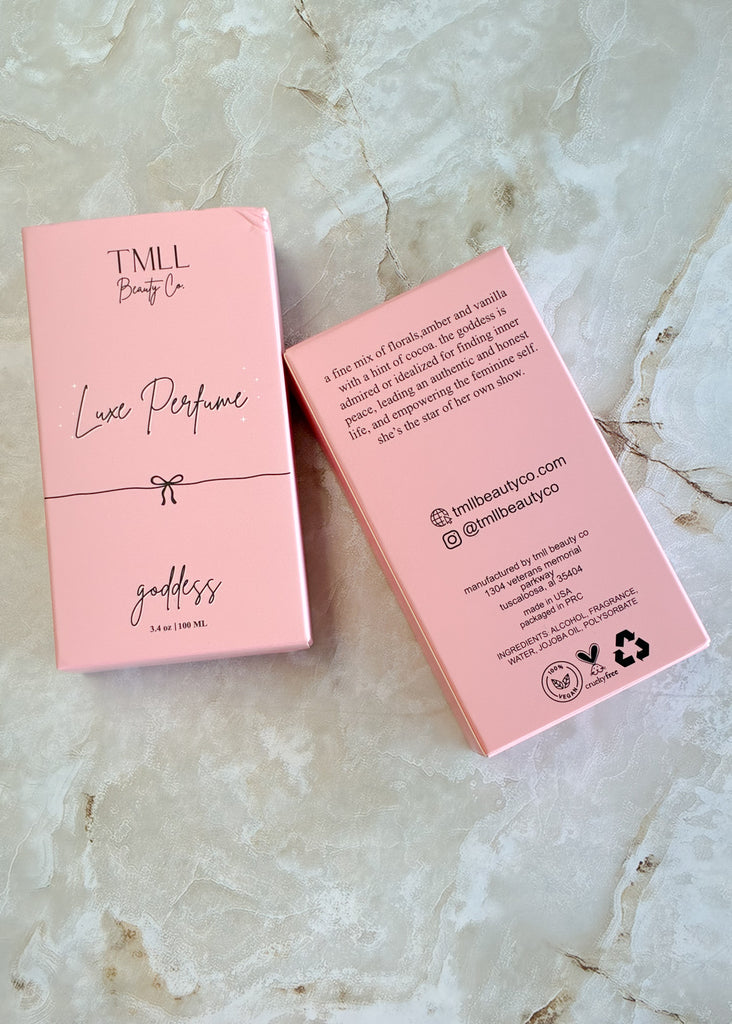 TMLL
Beauty Co.
Luxe Perfume
goddess
3.4 oz | 100 ML
a fine mix of florals,amber and vanilla
with a hint of cocoa. the goddess is
admired or idealized for finding inner
peace, leading an authentic and honest
life, and empowering the feminine self.
she's the star of her own show.
tmllbeautyco.com
@tmllbeautyco
manufactured by tmll beauty co
1304 veterans memorial
parkway
tuscaloosa, al 35404
made in USA
packaged in PRC
INGREDIENTS: ALCOHOL, FRAGRANCE,
WATER, JOJOBA OIL, POLYSORBATE
100%
VEGAN
crueltyfree